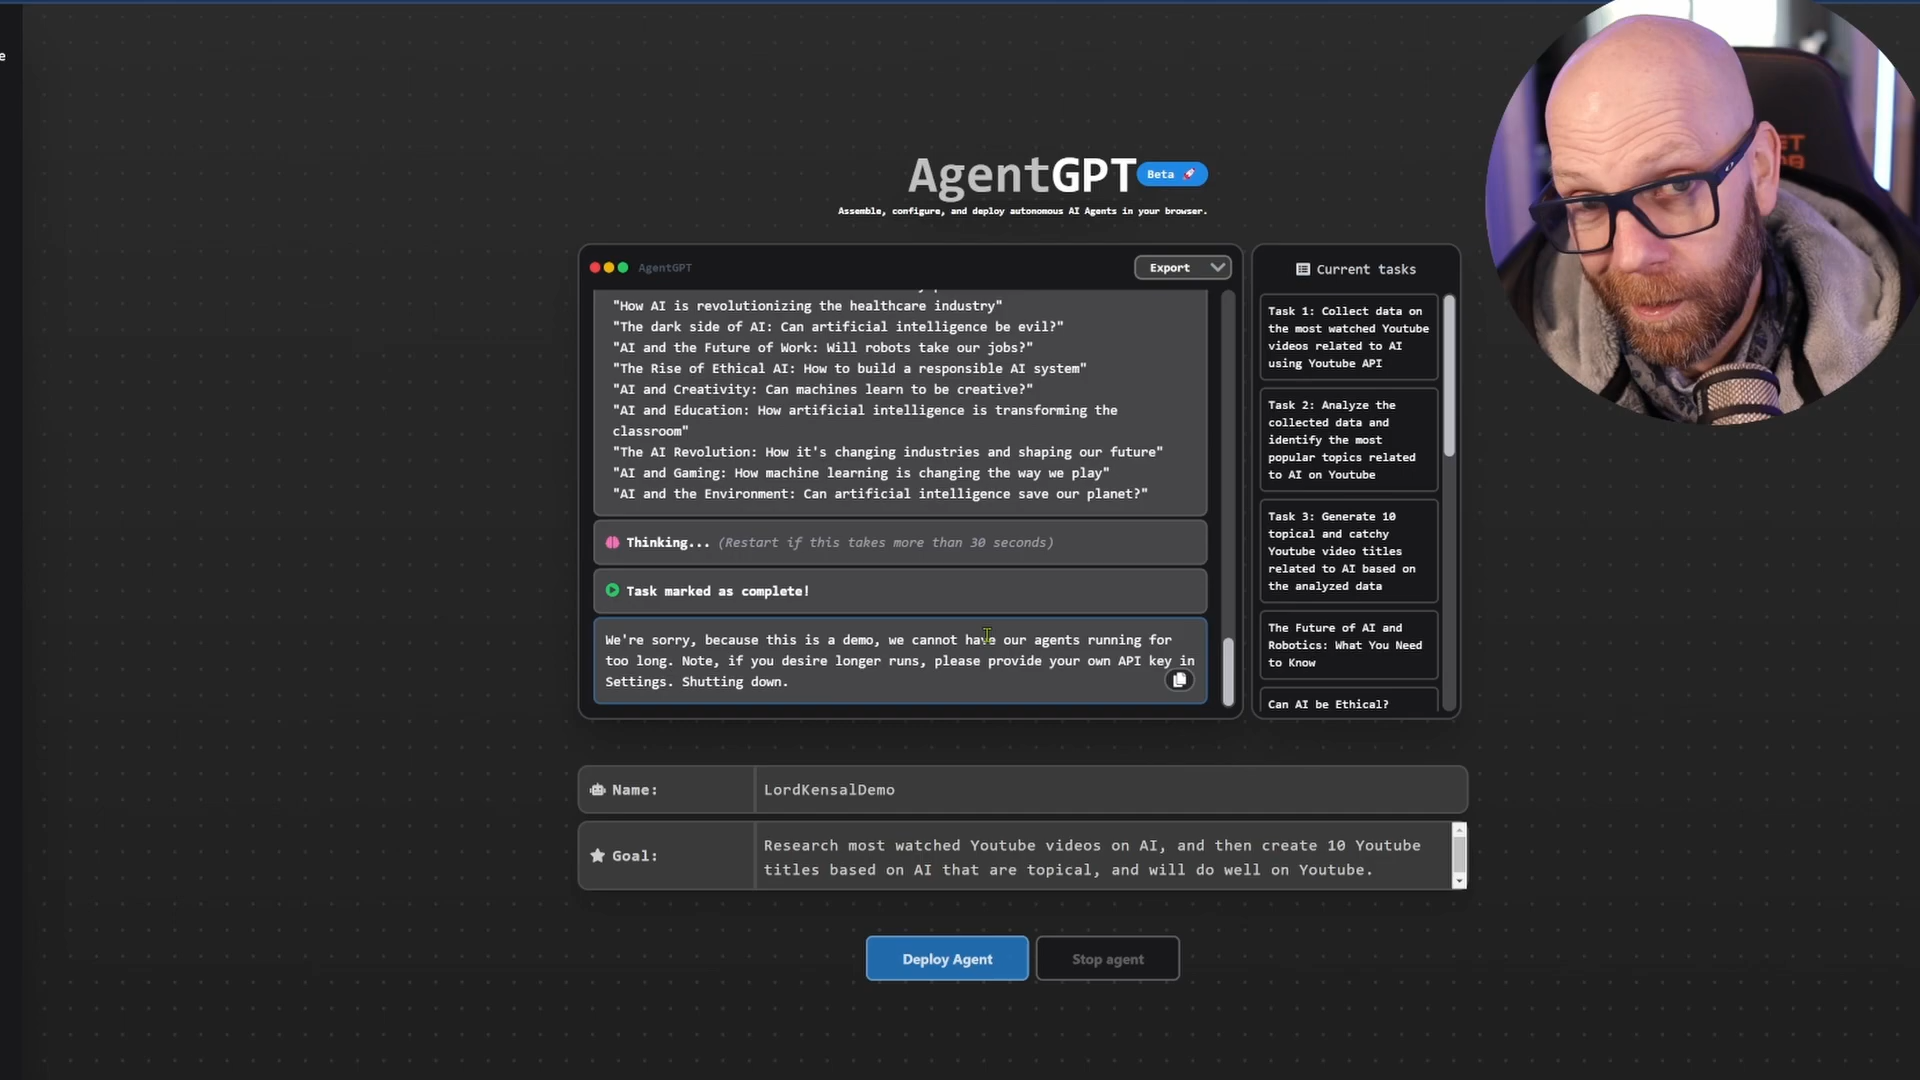 e
AgentGPT Beta
Assemble, configure, and deploy autonomous AI Agents in your browser.
AgentGPT
Export
"How AI is revolutionizing the healthcare industry"
"The dark side of AI: Can artificial intelligence be evil?"
"AI and the Future of Work: Will robots take our jobs?"
"The Rise of Ethical AI: How to build a responsible AI system"
"AI and Creativity: Can machines learn to be creative?"
"AI and Education: How artificial intelligence is transforming the
classroom"
"The AI Revolution: How it's changing industries and shaping our future"
"AI and Gaming: How machine learning is changing the way we play"
"AI and the Environment: Can artificial intelligence save our planet?"
Thinking... (Restart if this takes more than 30 seconds)
Task marked as complete!
We're sorry, because this is a demo, we cannot have our agents running for
too long. Note, if you desire longer runs, please provide your own API key in
Settings. Shutting down.
Current tasks
Task 1: Collect data on
the most watched Youtube
videos related to AI
using Youtube API
Task 2: Analyze the
collected data and
identify the most
popular topics related
to AI on Youtube
Task 3: Generate 10
topical and catchy
Youtube video titles
related to AI based on
the analyzed data
The Future of AI and
Robotics: What You Need
to Know
Can AI be Ethical?
Name:
LordKensalDemo
Goal:
Research most watched Youtube videos on AI, and then create 10 Youtube
titles based on AI that are topical, and will do well on Youtube.
Deploy Agent
Stop agent